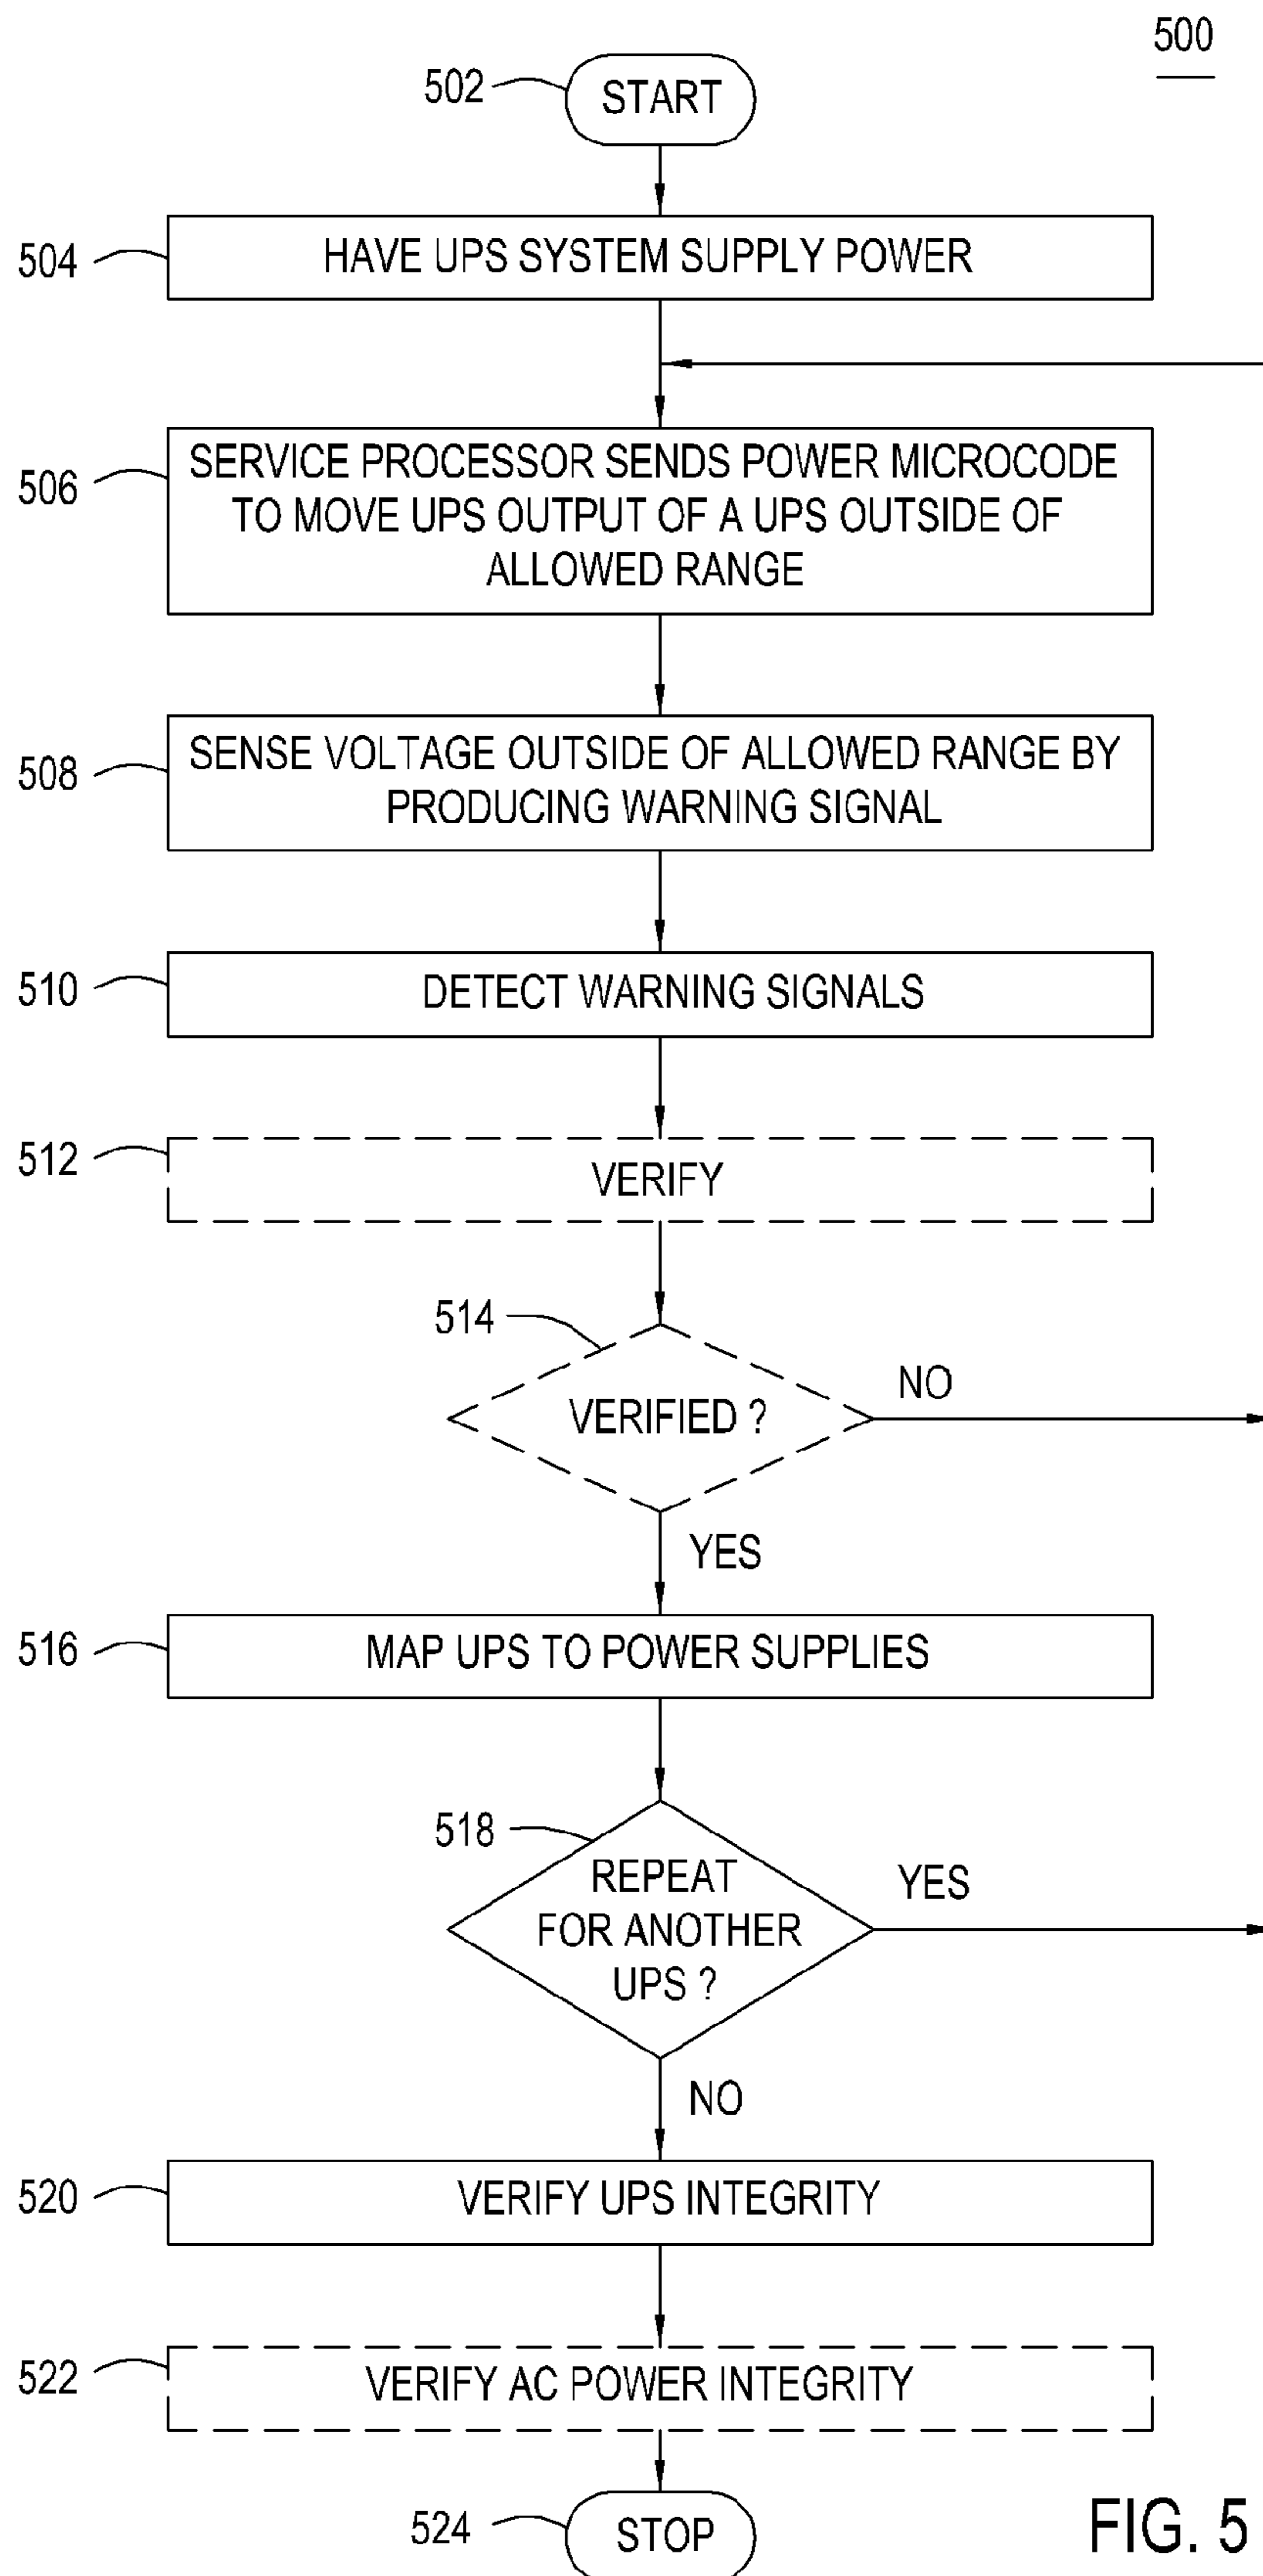 500
502
START
504
HAVE UPS SYSTEM SUPPLY POWER
506
SERVICE PROCESSOR SENDS POWER MICROCODE
TO MOVE UPS OUTPUT OF A UPS OUTSIDE OF
ALLOWED RANGE
508
SENSE VOLTAGE OUTSIDE OF ALLOWED RANGE BY
PRODUCING WARNING SIGNAL
510
DETECT WARNING SIGNALS
512
VERIFY
514
VERIFIED ?
NO
YES
516
MAP UPS TO POWER SUPPLIES
518
REPEAT
FOR ANOTHER
UPS ?
YES
NO
520
VERIFY UPS INTEGRITY
522
VERIFY AC POWER INTEGRITY
524
STOP
FIG. 5